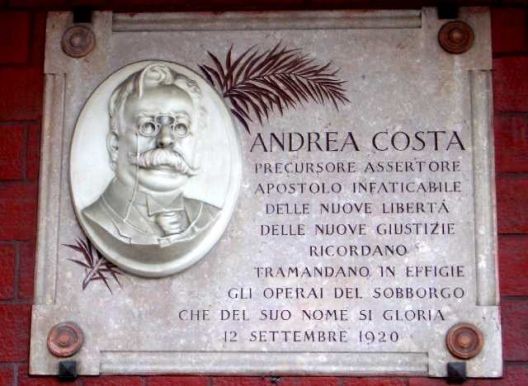 ANDREA COSTA
PRECURSORE ASSERTORE
APOSTOLO INFATICABILE
DELLE NUOVE LIBERTÁ
DELLE NUOVE GIUSTIZIE
RICORDANO
TRAMANDANO IN EFFIGIE
GLI OPERAI DEL SOBBORGO
CHE DEL SUO NOME SI GLORIA
12 SETTEMBRE 1920